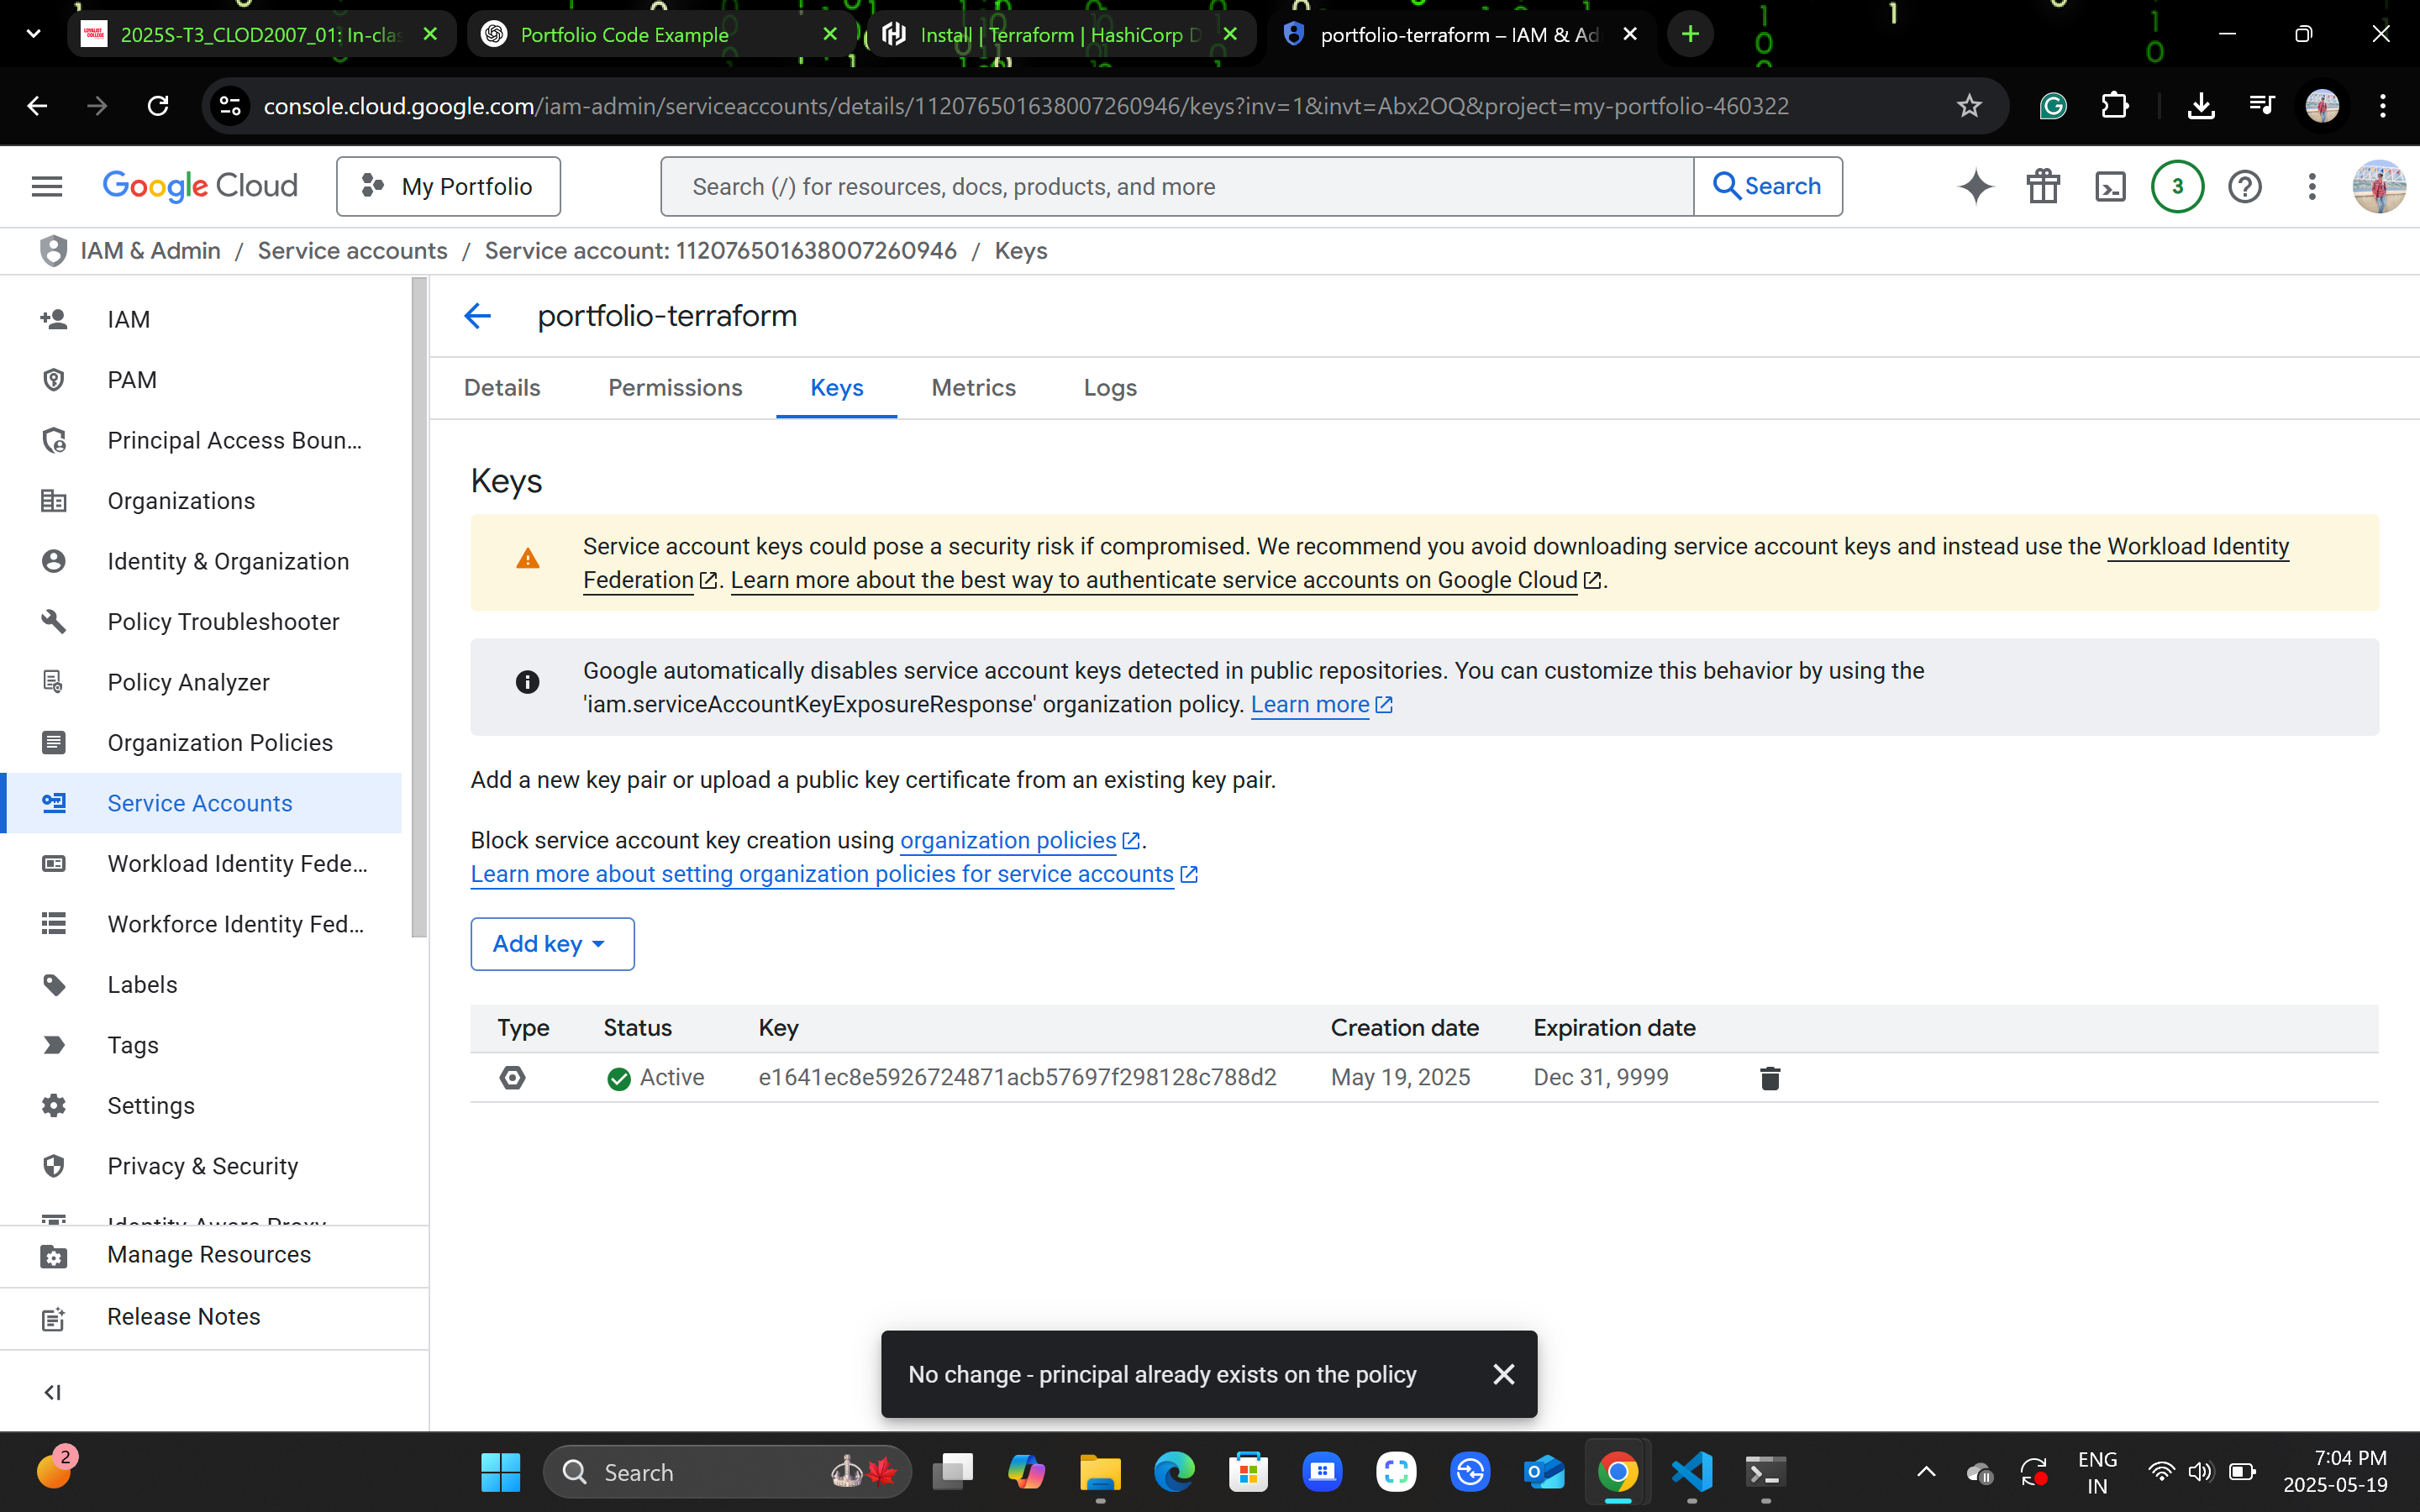 2025S-T3_CLOD2007_01: In-clas
Portfolio Code Example
Install | Terraform | HashiCorp D
portfolio-terraform – IAM & Ad
console.cloud.google.com/iam-admin/serviceaccounts/details/112076501638007260946/keys?inv=1&invt=Abx2OQ&project=my-portfolio-460322
Google Cloud
My Portfolio
Search (/) for resources, docs, products, and more
Search
3
IAM & Admin / Service accounts / Service account: 112076501638007260946 / Keys
IAM
PAM
Principal Access Boun...
Organizations
Identity & Organization
Policy Troubleshooter
Policy Analyzer
Organization Policies
Service Accounts
Workload Identity Fede...
Workforce Identity Fed...
Labels
Tags
Settings
Privacy & Security
Identity-Aware Proxy
Manage Resources
Release Notes
portfolio-terraform
Details Permissions Keys Metrics Logs
Keys
Service account keys could pose a security risk if compromised. We recommend you avoid downloading service account keys and instead use the Workload Identity
Federation. Learn more about the best way to authenticate service accounts on Google Cloud.
Google automatically disables service account keys detected in public repositories. You can customize this behavior by using the
'iam.serviceAccountKeyExposureResponse' organization policy. Learn more
Add a new key pair or upload a public key certificate from an existing key pair.
Block service account key creation using organization policies.
Learn more about setting organization policies for service accounts
Add key
Type Status Key Creation date Expiration date
Active e1641ec8e5926724871acb57697f298128c788d2 May 19, 2025 Dec 31, 9999
No change - principal already exists on the policy
2
Search
ENG
IN
7:04 PM
2025-05-19